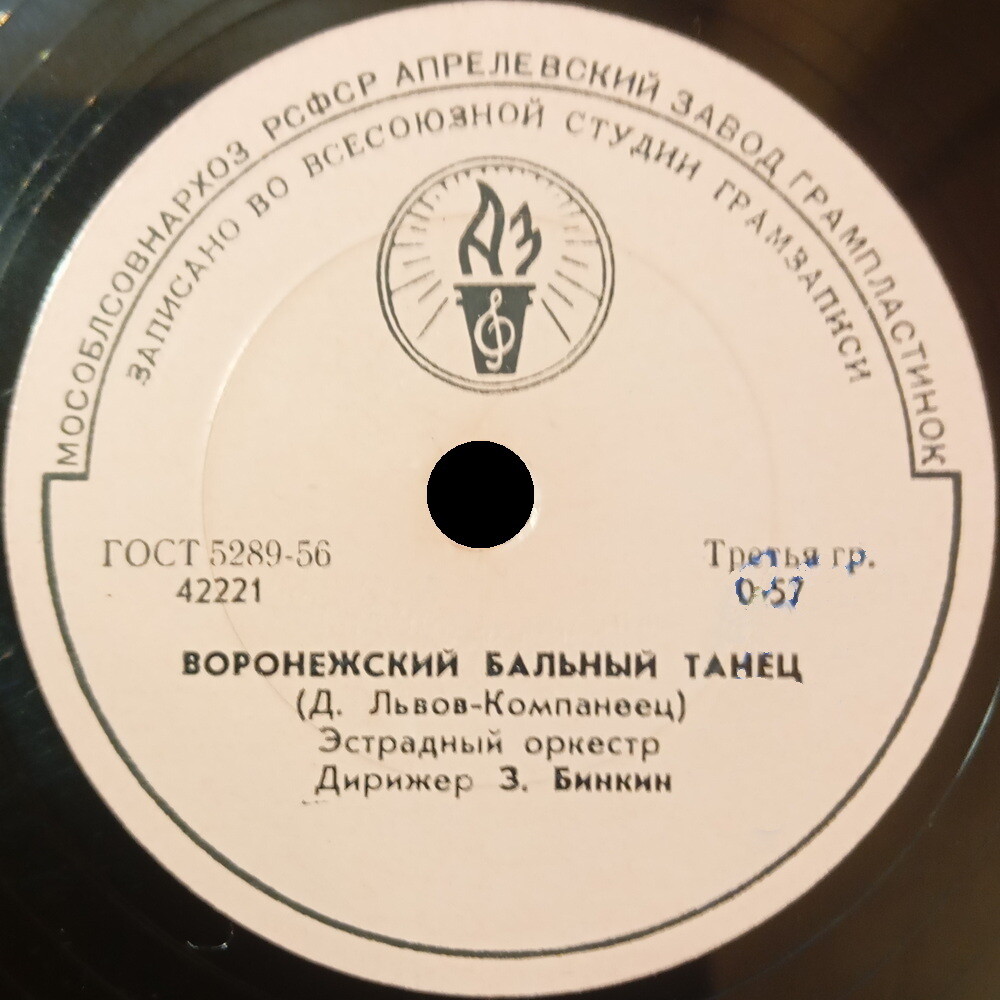 МОСОБЛСОВНАРХОЗ РСФСР АПРЕЛЕВСКИЙ ЗАВОД ГРАМПЛАСТИНОК
ЗАПИСАНО ВО ВСЕСОЮЗНОЙ СТУДИИ ГРАМЗАПИСИ
АЗ
ГОСТ 5289-56
42221
Третья гр.
0-57
ВОРОНЕЖСКИЙ БАЛЬНЫЙ ТАНЕЦ
(Д. Львов-Компанеец)
Эстрадный оркестр
Дирижер З. Бинкин